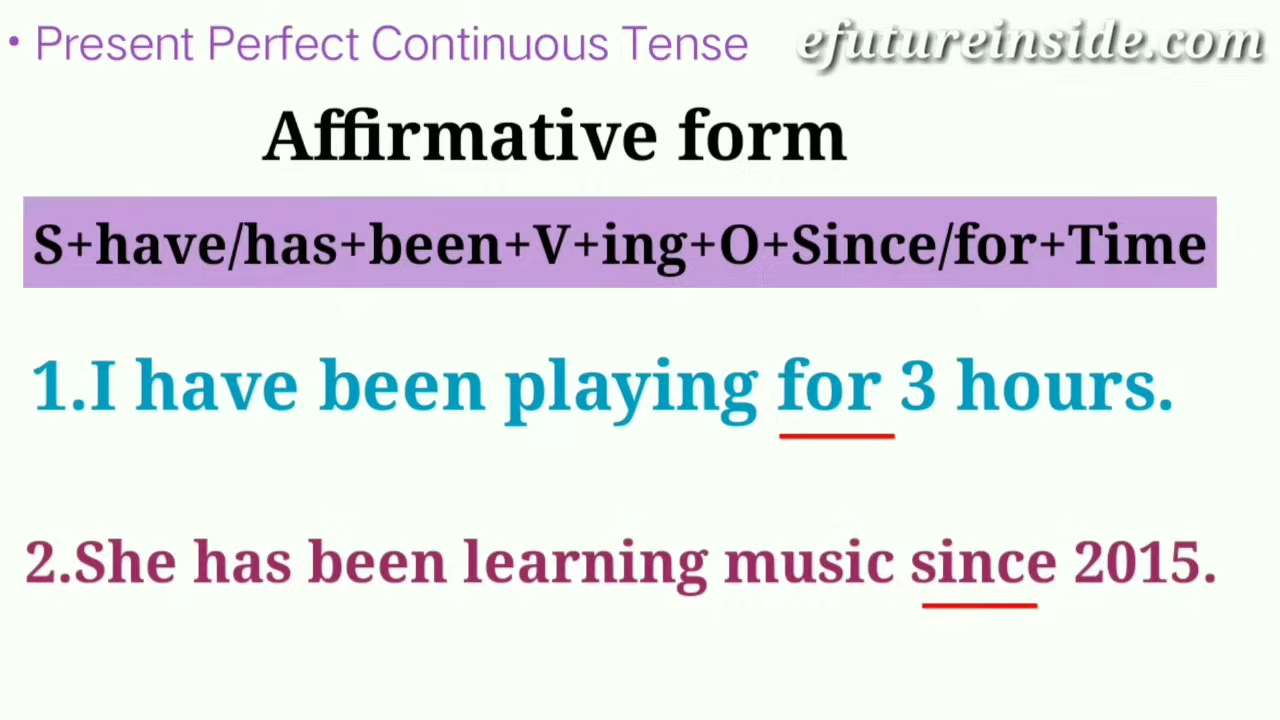 • Present Perfect Continuous Tense
efutureinside.com
Affirmative form
S+have/has+been+V+ing+O+Since/for+Time
1.I have been playing for 3 hours.
2.She has been learning music since 2015.